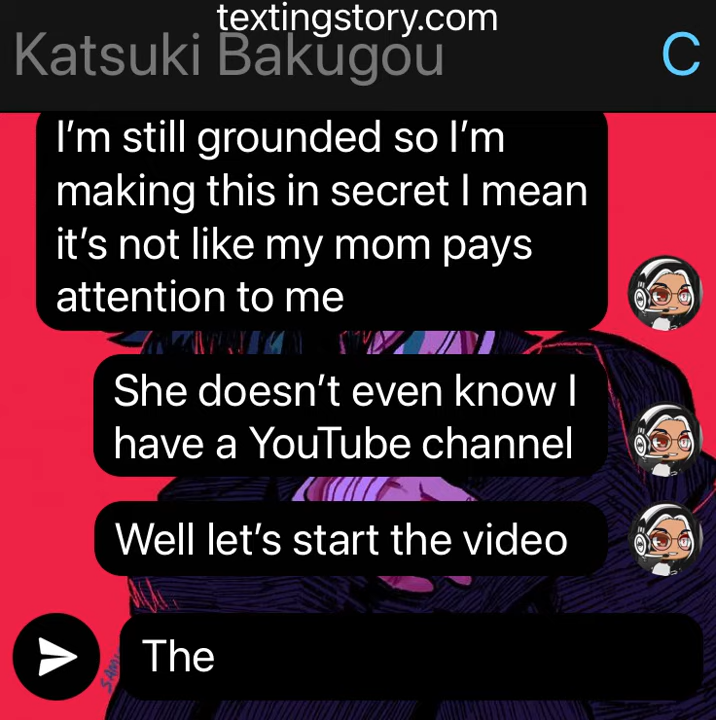 textingstory.com
Katsuki Bakugou
C
I'm still grounded so I'm
making this in secret I mean
it's not like my mom pays
attention to me
She doesn't even know I
have a YouTube channel
Well let's start the video
The